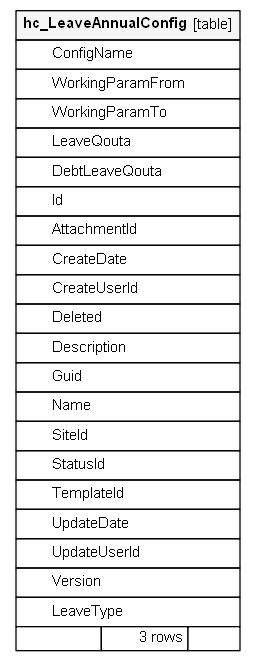 hc_LeaveAnnualConfig [table]
ConfigName
WorkingParamFrom
WorkingParamTo
LeaveQouta
DebtLeaveQouta
Id
AttachmentId
CreateDate
CreateUserId
Deleted
Description
Guid
Name
SiteId
StatusId
TemplateId
UpdateDate
UpdateUserId
Version
LeaveType
3 rows